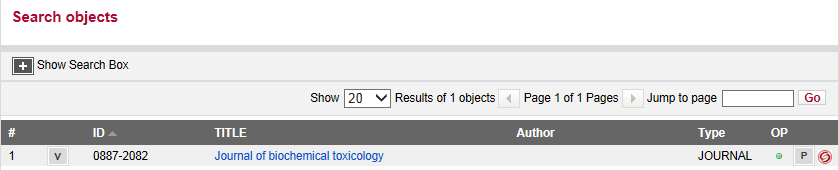 Search objects
+ Show Search Box
Show 20 Results of 1 objects Page 1 of 1 Pages Jump to page Go
# ID TITLE Author Type OP
1 V 0887-2082 Journal of biochemical toxicology JOURNAL P